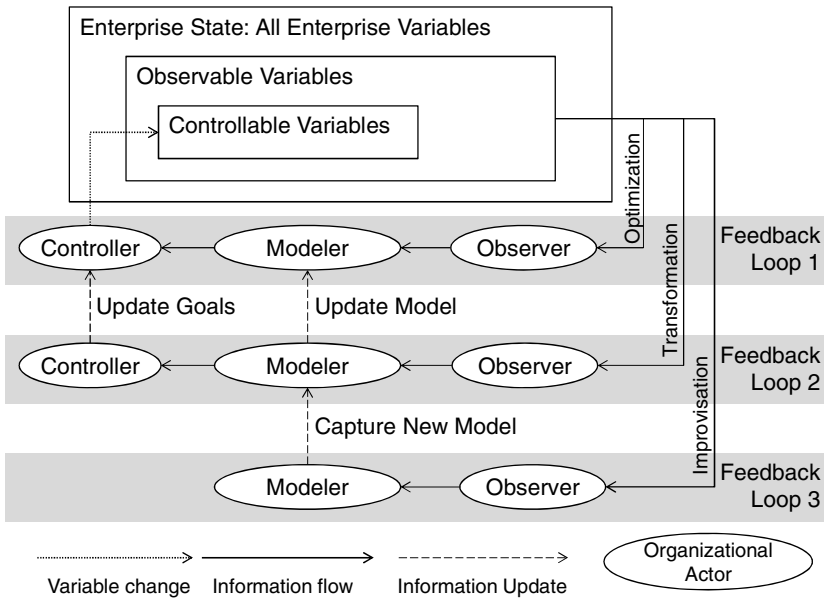 Enterprise State: All Enterprise Variables
Observable Variables
Controllable Variables
Optimization
Transformation
Improvisation
Controller
Modeler
Observer
Feedback
Loop 1
Update Goals
Update Model
Controller
Modeler
Observer
Feedback
Loop 2
Capture New Model
Modeler
Observer
Feedback
Loop 3
Variable change
Information flow
Information Update
Organizational
Actor